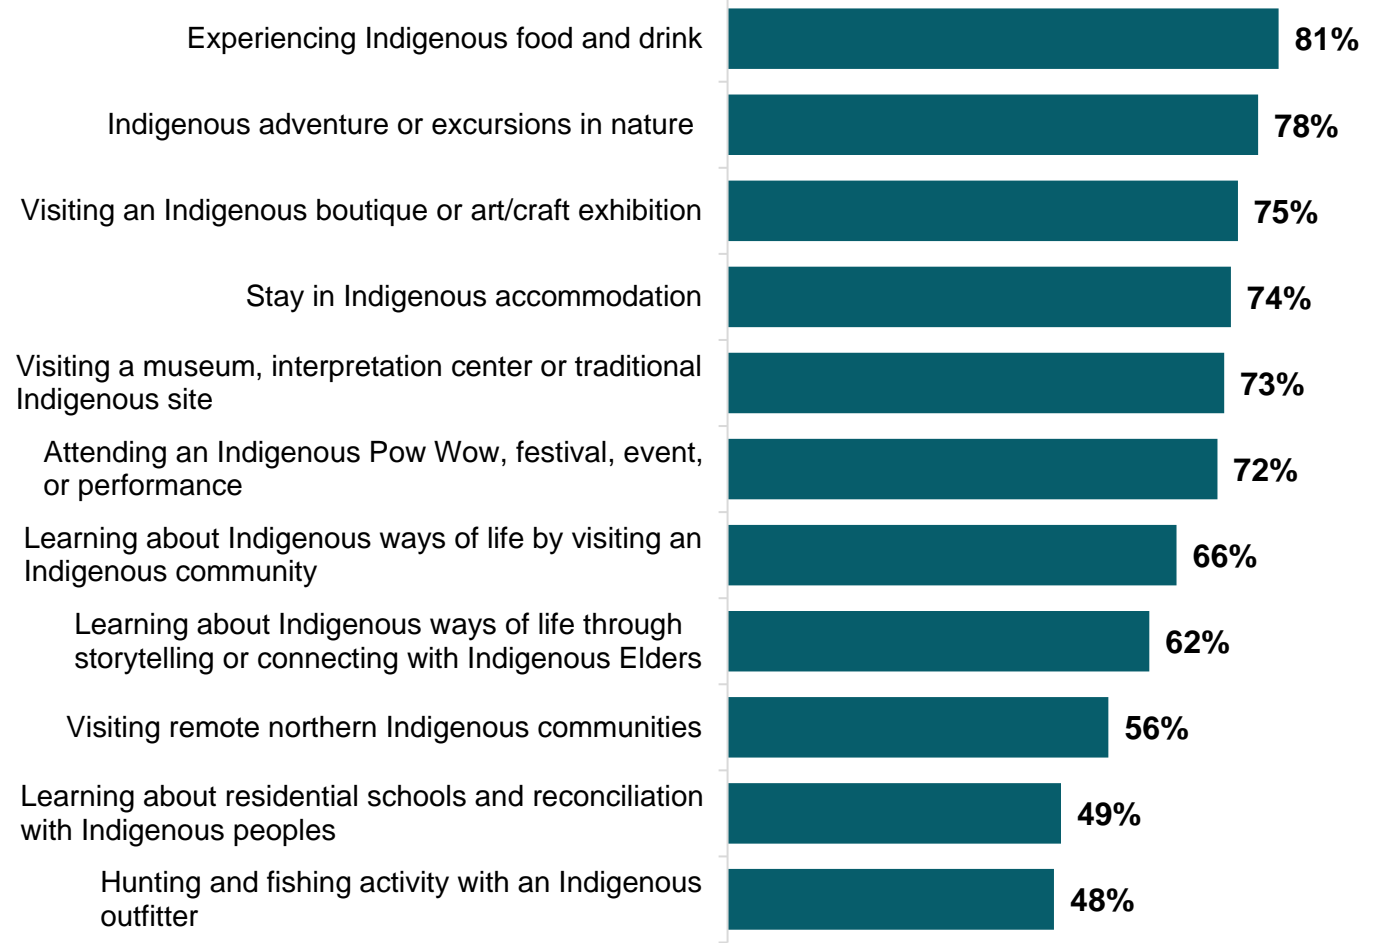 Experiencing Indigenous food and drink 81%
Indigenous adventure or excursions in nature 78%
Visiting an Indigenous boutique or art/craft exhibition 75%
Stay in Indigenous accommodation 74%
Visiting a museum, interpretation center or traditional
Indigenous site
73%
Attending an Indigenous Pow Wow, festival, event,
or performance
72%
Learning about Indigenous ways of life by visiting an
Indigenous community
66%
Learning about Indigenous ways of life through
storytelling or connecting with Indigenous Elders
62%
Visiting remote northern Indigenous communities 56%
Learning about residential schools and reconciliation
with Indigenous peoples
49%
Hunting and fishing activity with an Indigenous
outfitter
48%